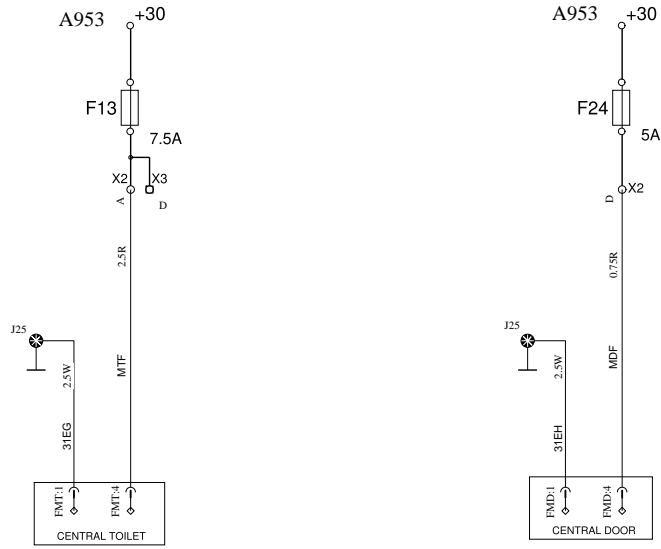 A953 +30
F13
7.5A
X2 X3
A D
2.5R
J25
2.5W
MTF
31EG
FMT:1 FMT:4
CENTRAL TOILET
A953 +30
F24
5A
X2
D
0.75R
J25
2.5W
MDF
31EH
FMD:1 FMD:4
CENTRAL DOOR